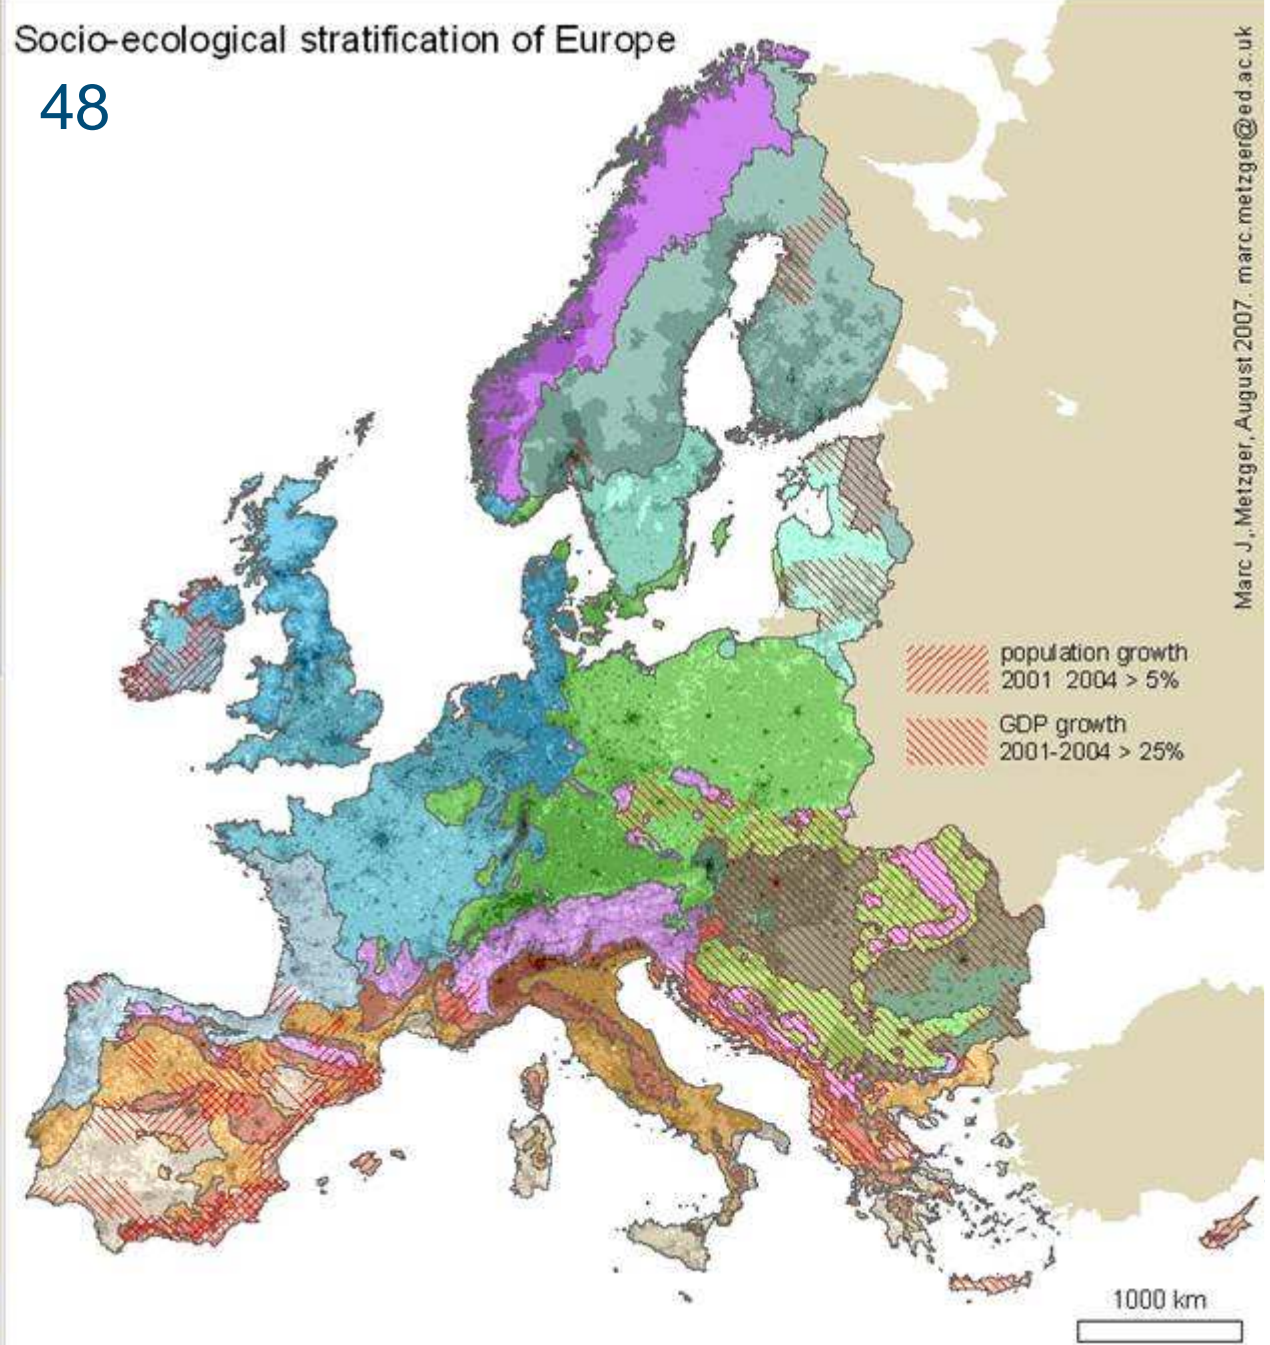 Socio-ecological stratification of Europe
48
Marc J, Metzger, August 2007. marc.metzger@ed.ac.uk
population growth
2001 2004 > 5%
GDP growth
2001-2004 > 25%
1000 km